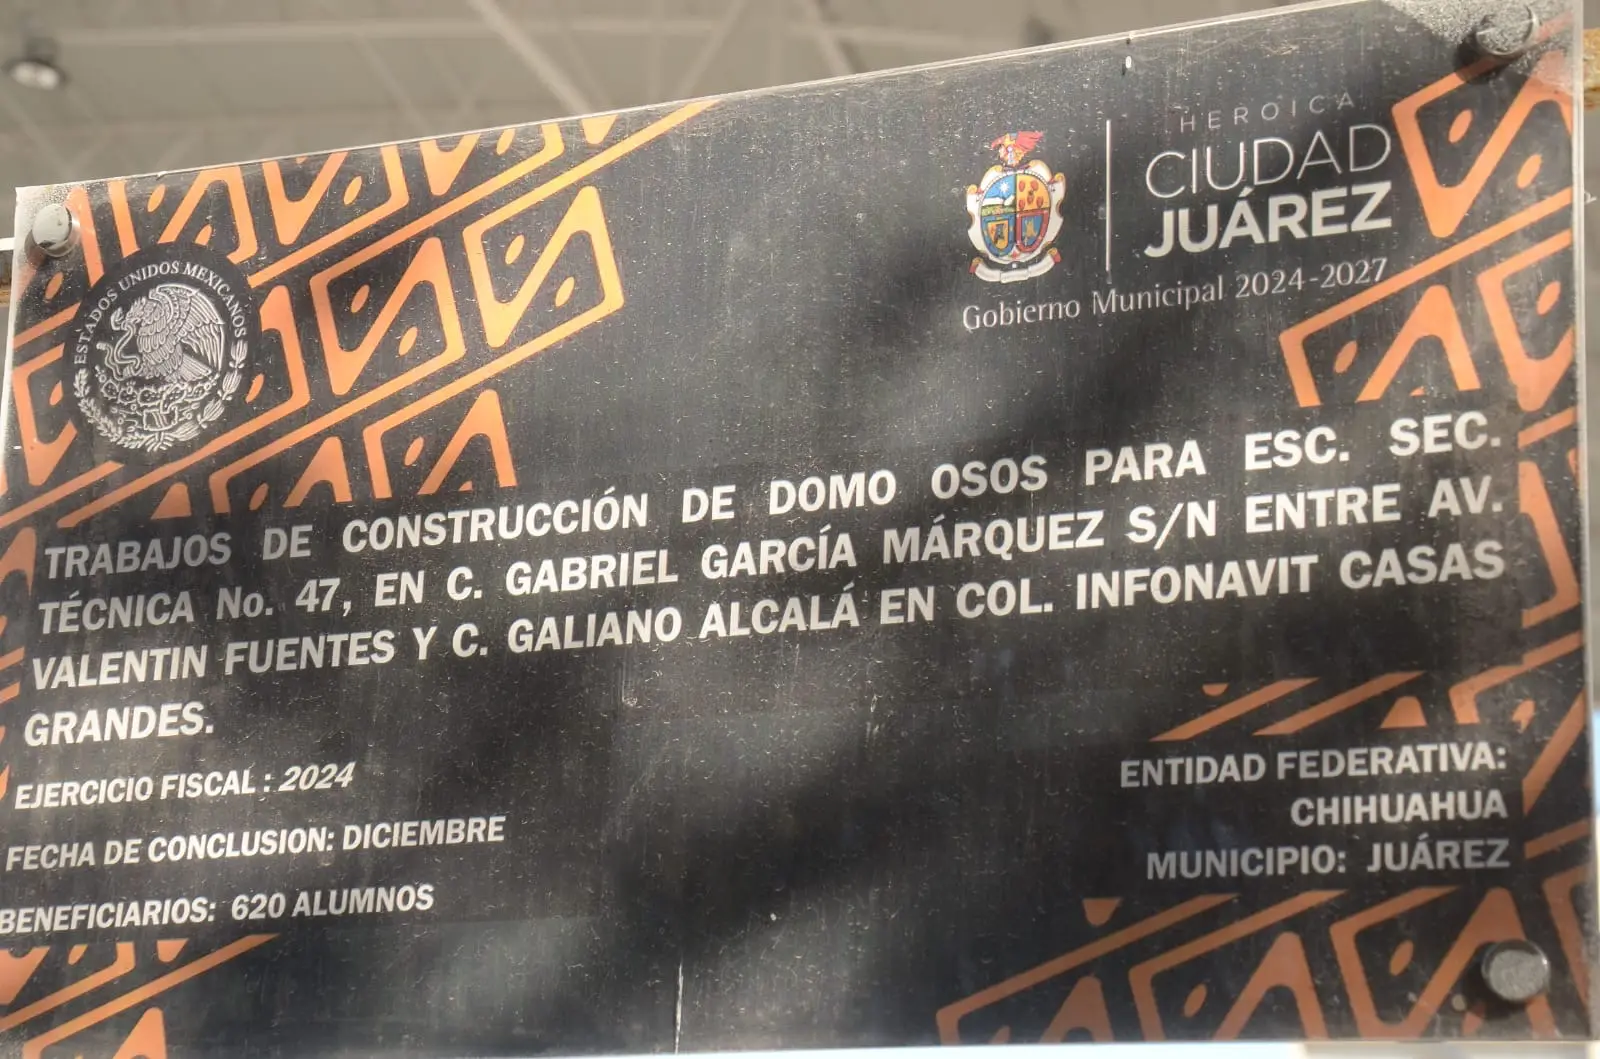 HEROICA
CIUDAD
JUÁREZ
Gobierno Municipal 2024-2027
ESTADOS UNIDOS MEXICANOS
TRABAJOS DE CONSTRUCCIÓN DE DOMO OSOS PARA ESC. SEC.
TÉCNICA No. 47, EN C. GABRIEL GARCÍA MÁRQUEZ S/N ENTRE AV.
VALENTIN FUENTES Y C. GALIANO ALCALÁ EN COL. INFONAVIT CASAS
GRANDES.
EJERCICIO FISCAL : 2024
FECHA DE CONCLUSION: DICIEMBRE
BENEFICIARIOS: 620 ALUMNOS
ENTIDAD FEDERATIVA:
CHIHUAHUA
MUNICIPIO: JUÁREZ